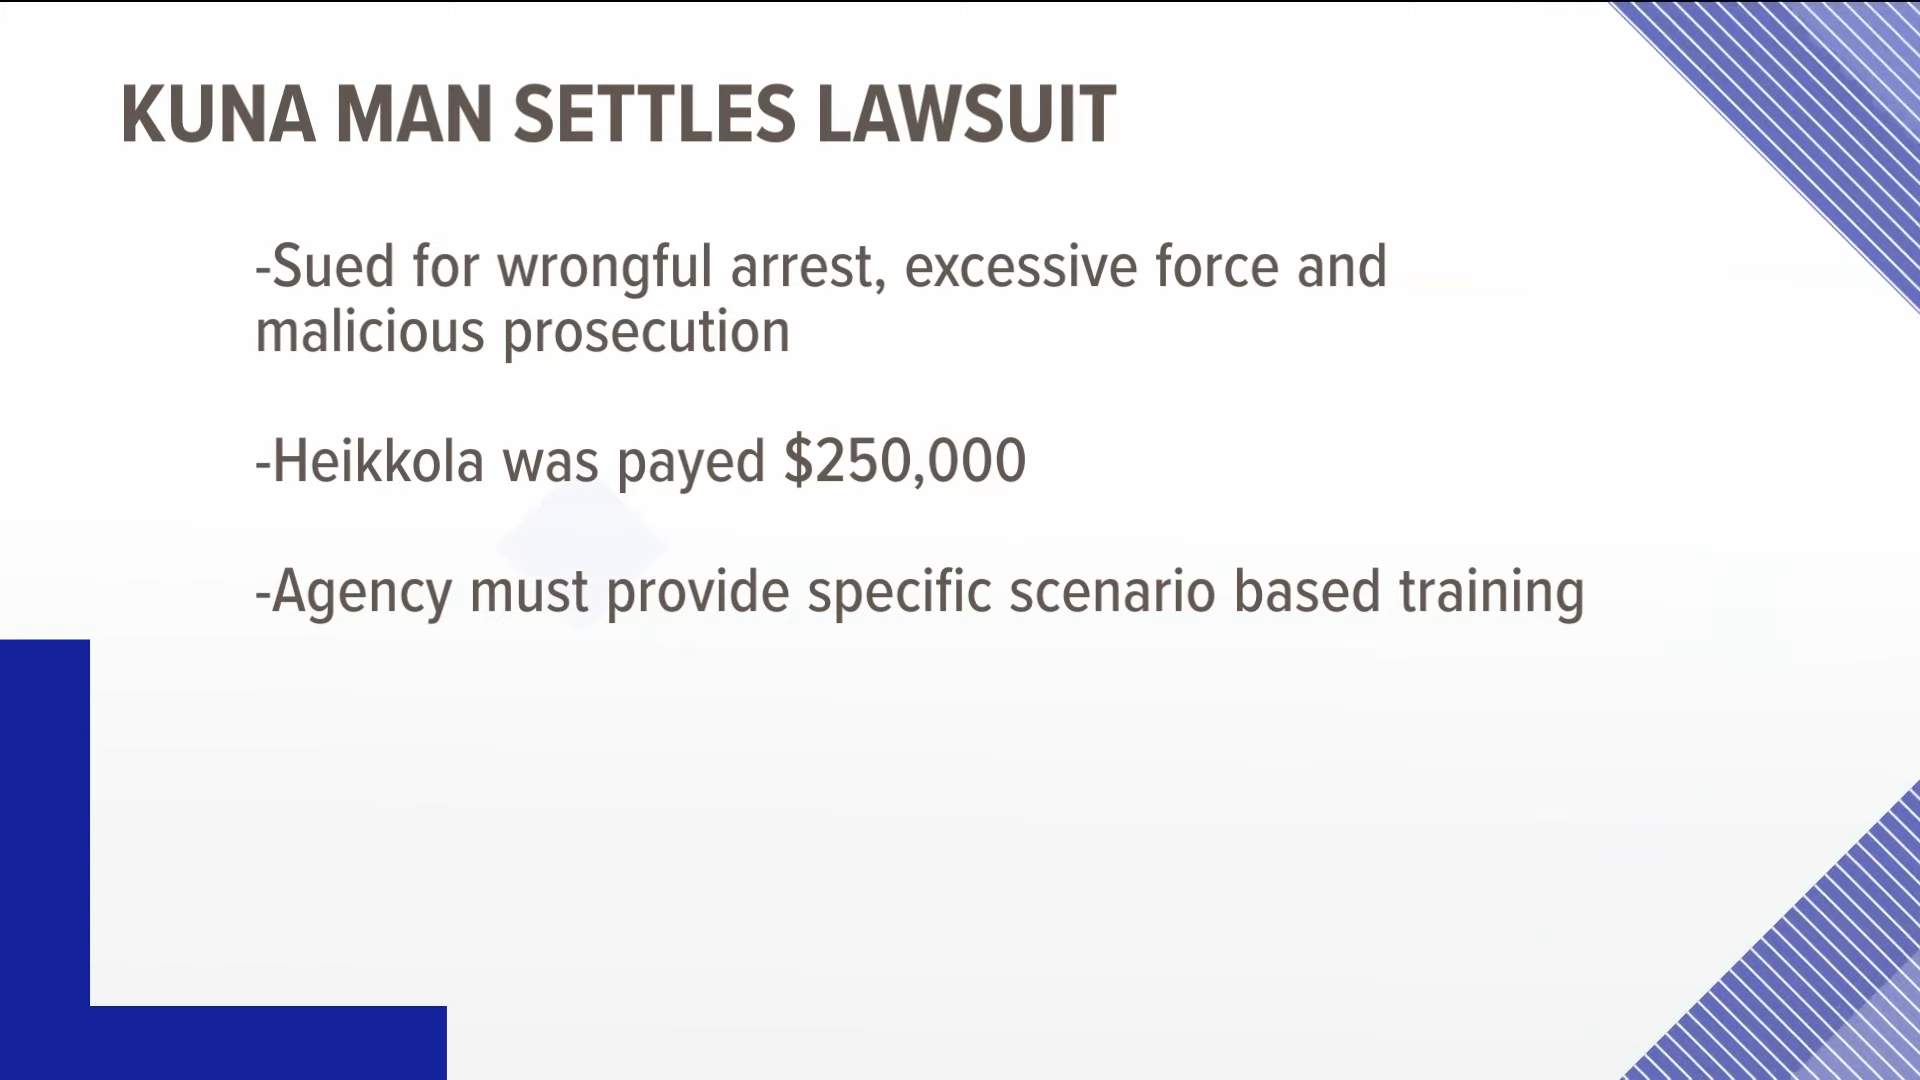 KUNA MAN SETTLES LAWSUIT
-Sued for wrongful arrest, excessive force and
malicious prosecution
-Heikkola was payed $250,000
-Agency must provide specific scenario based training